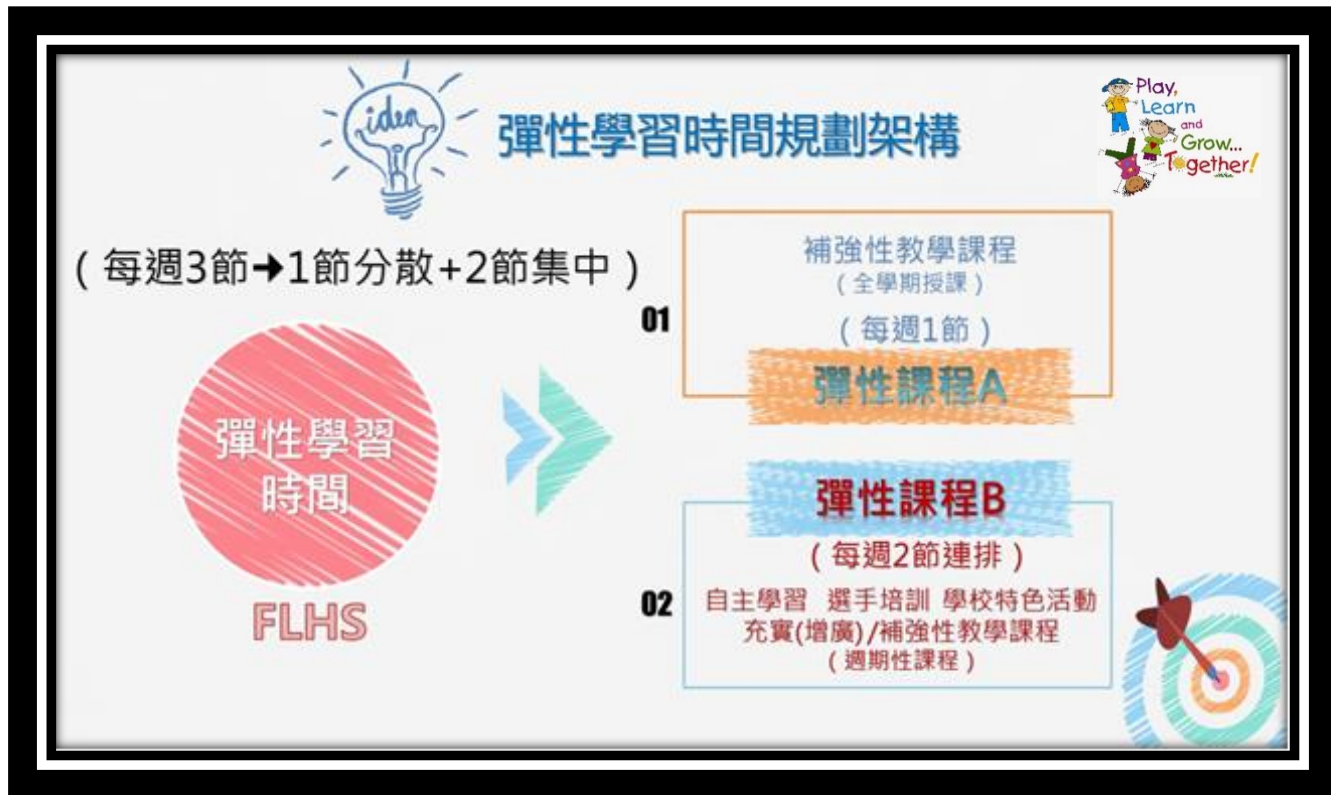 idea
彈性學習時間規劃架構
Play,
Learn
and
Grow...
Together!
(每週3節→1節分散+2節集中)
彈性學習
時間
FLHS
01
補強性教學課程
(全學期授課)
(每週1節)
彈性課程A
彈性課程B
(每週2節連排)
02
自主學習 選手培訓 學校特色活動
充實(增廣)/補強性教學課程
(週期性課程)